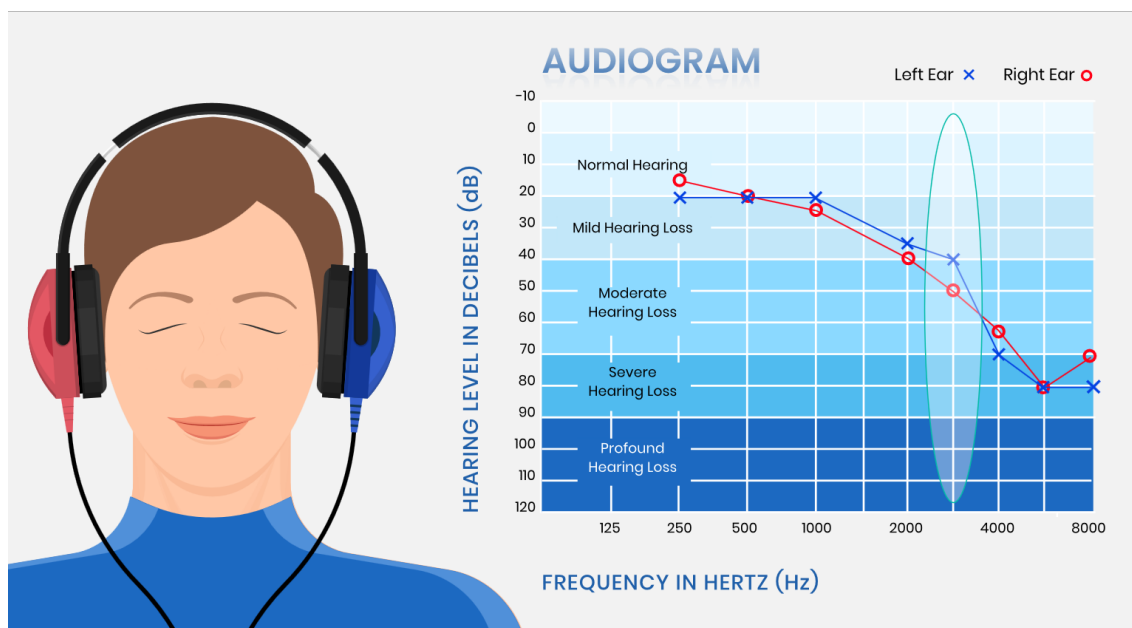 AUDIOGRAM
Left Ear × Right Ear o
HEARING LEVEL IN DECIBELS (dB)
-10
0
10
20
30
40
50
60
70
80
90
100
110
120
Normal Hearing
Mild Hearing Loss
Moderate
Hearing Loss
Severe
Hearing Loss
Profound
Hearing Loss
125 250 500 1000 2000 4000 8000
FREQUENCY IN HERTZ (Hz)